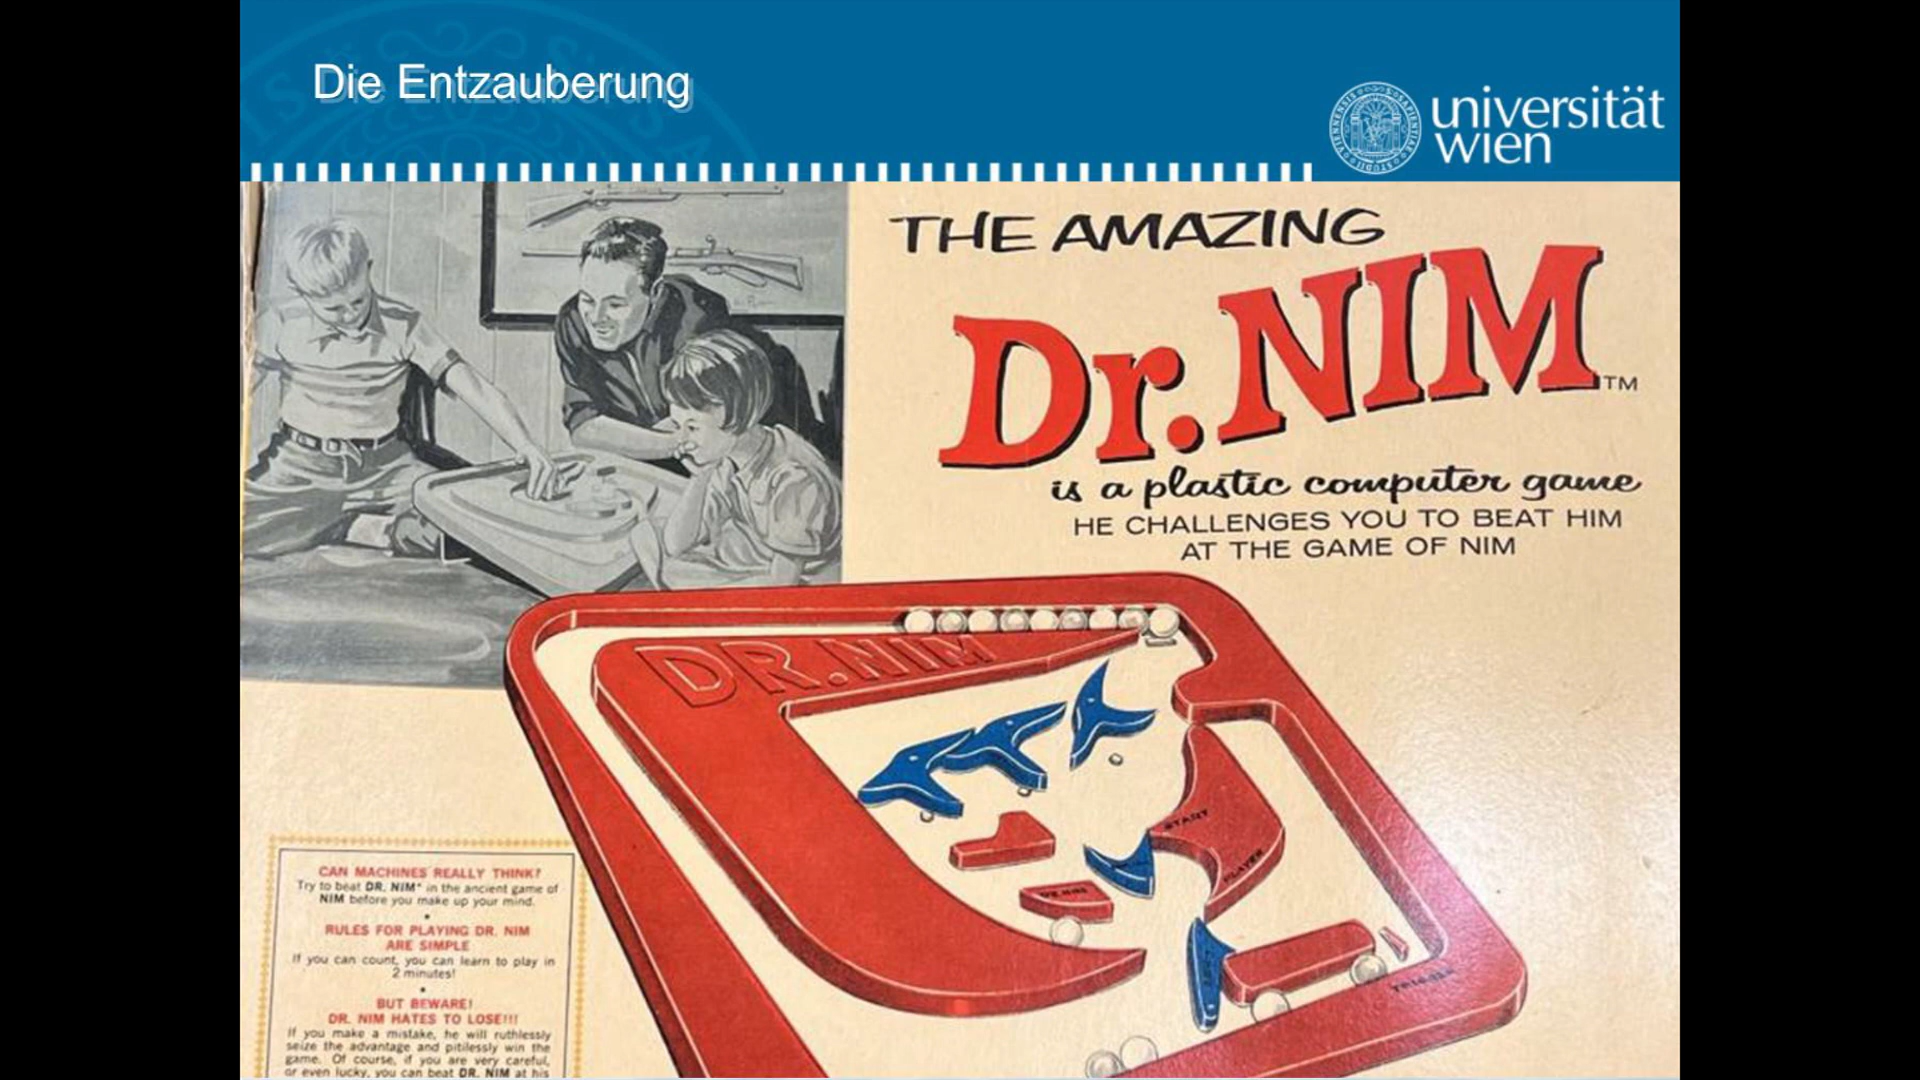 Die Entzauberung
universität
wien
THE AMAZING
Dr. NIM™
is a plastic computer game
HE CHALLENGES YOU TO BEAT HIM
AT THE GAME OF NIM
DR. NIM
START
PLAYER
DR. NIM
TRIGGER
CAN MACHINES REALLY THINK?
Try to beat DR. NIM* in the ancient game of
NIM before you make up your mind.
•
RULES FOR PLAYING DR. NIM
ARE SIMPLE
If you can count, you can learn to play in
2 minutes!
•
BUT BEWARE!
DR. NIM HATES TO LOSE!!!
If you make a mistake, he will ruthlessly
seize the advantage and pitilessly win the
game. Of course, if you are very careful,
or even lucky, you can beat DR. NIM at his